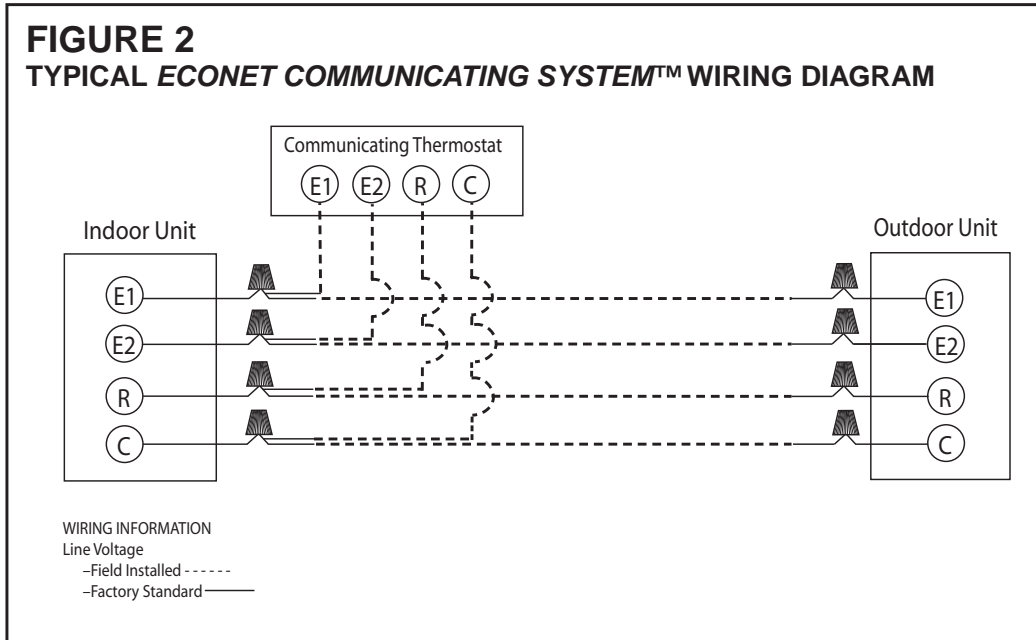 FIGURE 2
TYPICAL ECONET COMMUNICATING SYSTEM™ WIRING DIAGRAM
Communicating Thermostat
E1 E2 R C
Indoor Unit
Outdoor Unit
E1
E1
E2
E2
R
R
C
C
WIRING INFORMATION
Line Voltage
–Field Installed
–Factory Standard